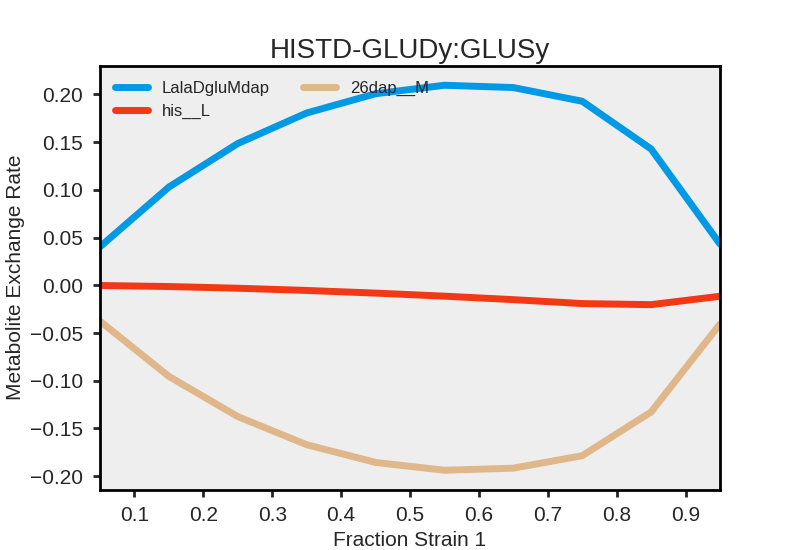 HISTD-GLUDy:GLUSy
LalaDgluMdap
26dap__M
his__L
Metabolite Exchange Rate
0.20
0.15
0.10
0.05
0.00
−0.05
−0.10
−0.15
−0.20
0.1 0.2 0.3 0.4 0.5 0.6 0.7 0.8 0.9
Fraction Strain 1